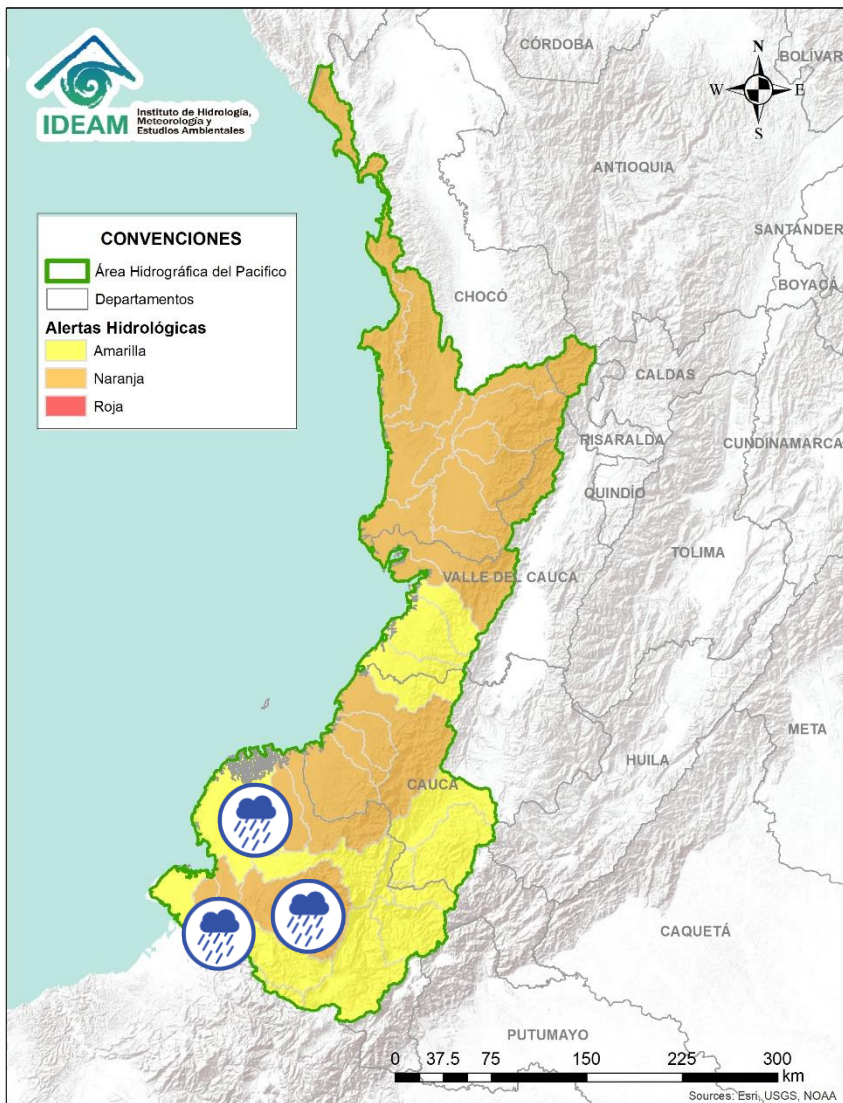 IDEAM
Instituto de Hidrología,
Meteorología y
Estudios Ambientales
CÓRDOBA
BOLÍVAR
N
W
E
S
ANTIOQUIA
SANTANDER
BOYACÁ
CONVENCIONES
Área Hidrográfica del Pacifico
Departamentos
Alertas Hidrológicas
Amarilla
Naranja
Roja
CHOCÓ
CALDAS
RISARALDA
CUNDINAMARCA
QUINDÍO
TOLIMA
VALLE DEL CAUCA
META
HUILA
CAUCA
CAQUETÁ
PUTUMAYO
0 37.5 75 150 225 300
km
Sources: Esri, USGS, NOAA